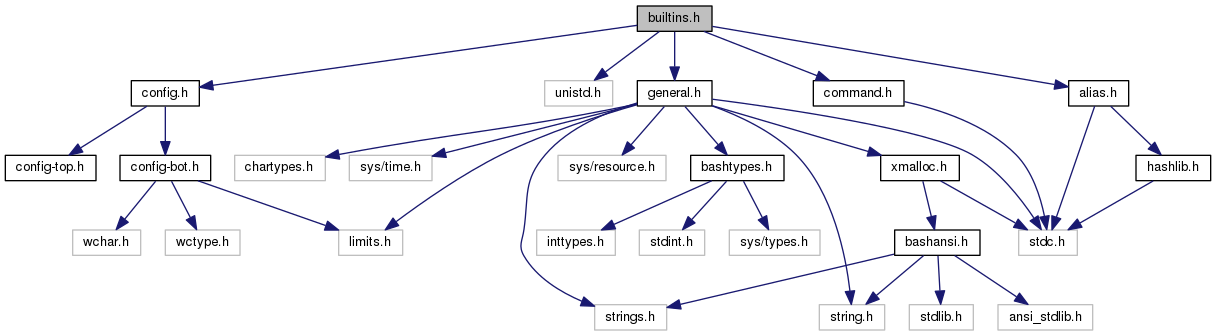 builtins.h
config.h
unistd.h
general.h
command.h
alias.h
config-top.h
config-bot.h
chartypes.h
sys/time.h
sys/resource.h
bashtypes.h
xmalloc.h
hashlib.h
wchar.h
wctype.h
limits.h
inttypes.h
stdint.h
sys/types.h
bashansi.h
stdc.h
strings.h
string.h
stdlib.h
ansi_stdlib.h